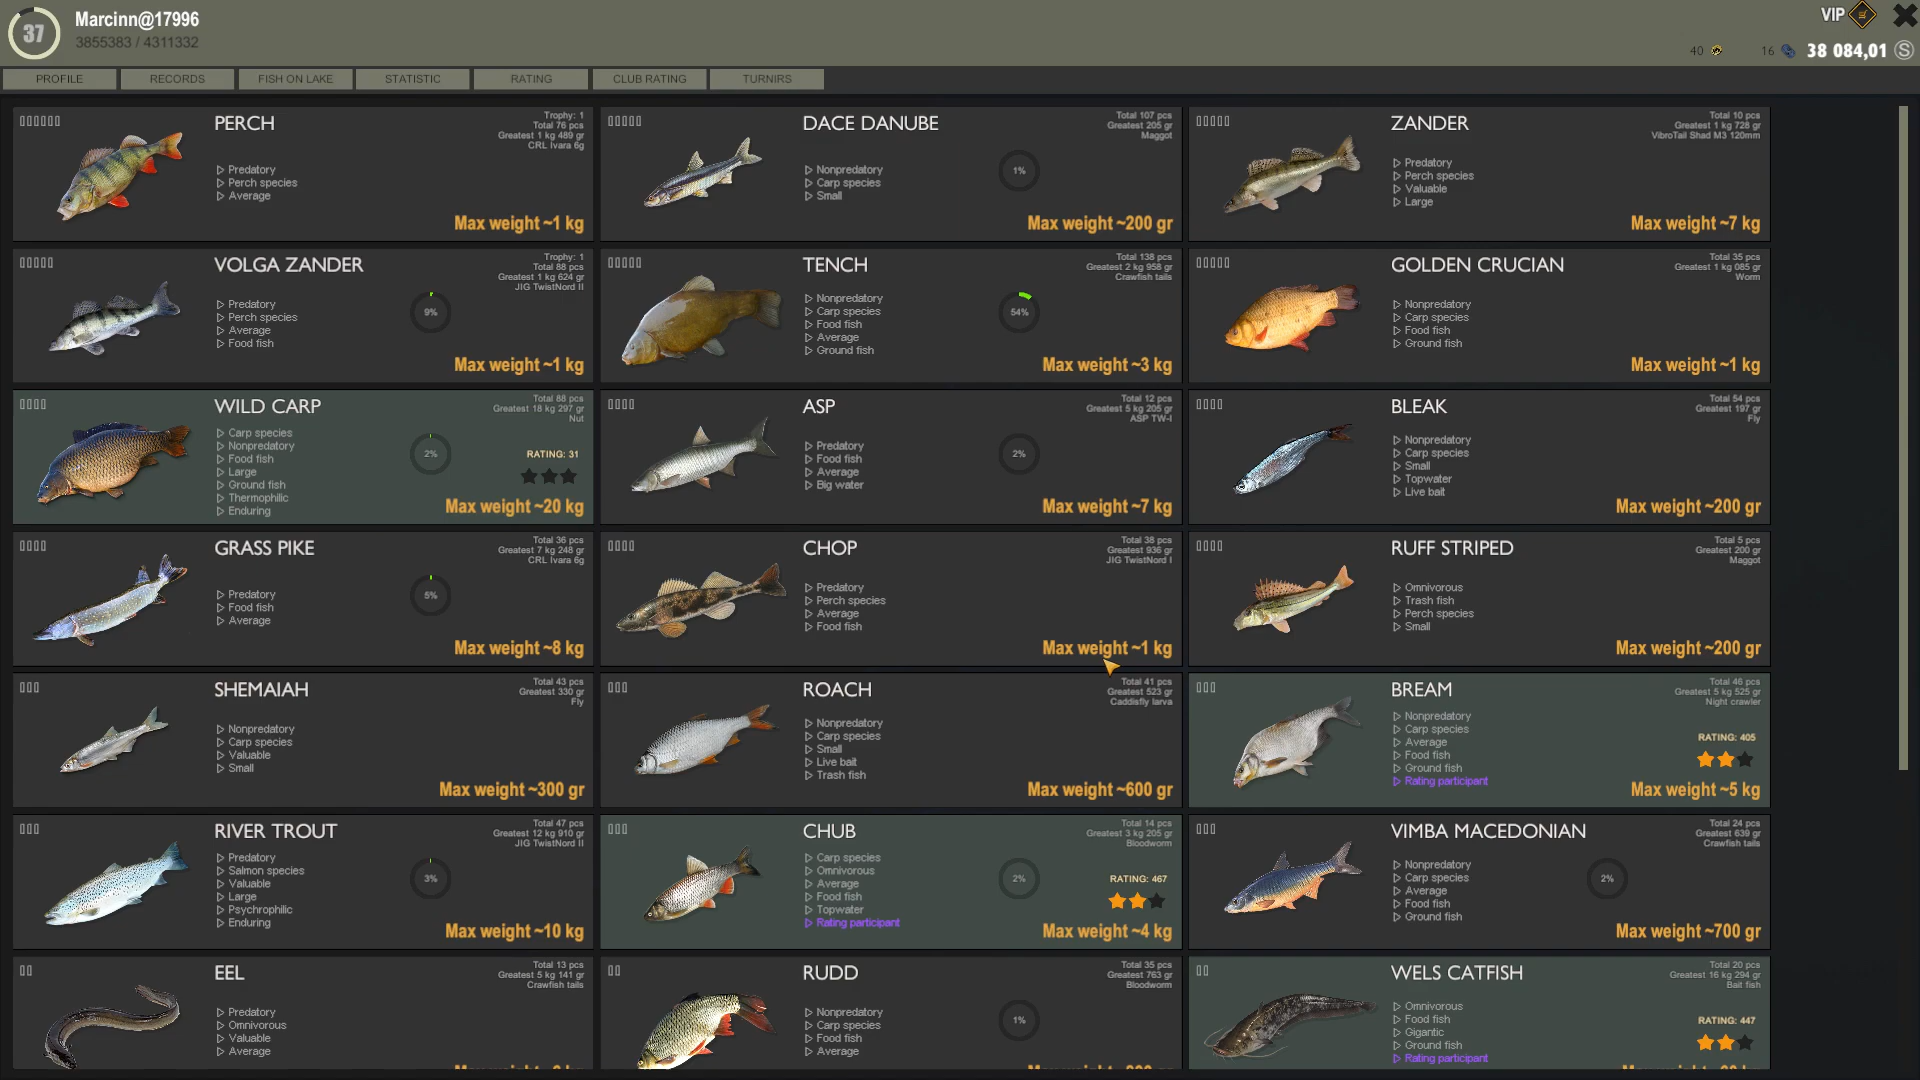 37
Marcinn@17996
3855383 / 4311332
VIP
40
16
38 084,01
PROFILE
RECORDS
FISH ON LAKE
STATISTIC
RATING
CLUB RATING
TURNIRS
PERCH
Trophy: 1
Total 76 pcs
Greatest 1 kg 489 gr
CRL Ivara 6g
Predatory
Perch species
Average
Max weight ~1 kg
DACE DANUBE
Total 107 pcs
Greatest 205 gr
Maggot
Nonpredatory
Carp species
Small
1%
Max weight ~200 gr
ZANDER
Total 10 pcs
Greatest 1 kg 728 gr
VibroTail Shad M3 120mm
Predatory
Perch species
Valuable
Large
Max weight ~7 kg
VOLGA ZANDER
Trophy: 1
Total 88 pcs
Greatest 1 kg 624 gr
JIG TwistNord II
Predatory
Perch species
Average
Food fish
9%
Max weight ~1 kg
TENCH
Total 138 pcs
Greatest 2 kg 958 gr
Crawfish tails
Nonpredatory
Carp species
Food fish
Average
Ground fish
54%
Max weight ~3 kg
GOLDEN CRUCIAN
Total 35 pcs
Greatest 1 kg 085 gr
Worm
Nonpredatory
Carp species
Food fish
Ground fish
Max weight ~1 kg
WILD CARP
Total 88 pcs
Greatest 18 kg 297 gr
Nut
Carp species
Nonpredatory
Food fish
Large
Ground fish
Thermophilic
Enduring
2%
RATING: 31
Max weight ~20 kg
ASP
Total 12 pcs
Greatest 5 kg 205 gr
ASP TW-I
Predatory
Food fish
Average
Big water
2%
Max weight ~7 kg
BLEAK
Total 54 pcs
Greatest 197 gr
Fly
Nonpredatory
Carp species
Small
Topwater
Live bait
Max weight ~200 gr
GRASS PIKE
Total 36 pcs
Greatest 7 kg 248 gr
CRL Ivara 6g
Predatory
Food fish
Average
5%
Max weight ~8 kg
CHOP
Total 38 pcs
Greatest 936 gr
JIG TwistNord I
Predatory
Perch species
Average
Food fish
Max weight ~1 kg
RUFF STRIPED
Total 5 pcs
Greatest 200 gr
Maggot
Omnivorous
Trash fish
Perch species
Small
Max weight ~200 gr
SHEMAIAH
Total 43 pcs
Greatest 330 gr
Fly
Nonpredatory
Carp species
Valuable
Small
Max weight ~300 gr
ROACH
Total 41 pcs
Greatest 523 gr
Caddisfly larva
Nonpredatory
Carp species
Small
Live bait
Trash fish
Max weight ~600 gr
BREAM
Total 46 pcs
Greatest 5 kg 525 gr
Night crawler
Nonpredatory
Carp species
Average
Food fish
Ground fish
Rating participant
RATING: 405
Max weight ~5 kg
RIVER TROUT
Total 47 pcs
Greatest 12 kg 910 gr
JIG TwistNord II
Predatory
Salmon species
Valuable
Large
Psychrophilic
Enduring
3%
Max weight ~10 kg
CHUB
Total 14 pcs
Greatest 3 kg 205 gr
Bloodworm
Carp species
Omnivorous
Average
Food fish
Topwater
Rating participant
2%
RATING: 467
Max weight ~4 kg
VIMBA MACEDONIAN
Total 24 pcs
Greatest 639 gr
Crawfish tails
Nonpredatory
Carp species
Average
Food fish
Ground fish
2%
Max weight ~700 gr
EEL
Total 13 pcs
Greatest 5 kg 141 gr
Crawfish tails
Predatory
Omnivorous
Valuable
Average
RUDD
Total 35 pcs
Greatest 763 gr
Bloodworm
Nonpredatory
Carp species
Food fish
Average
1%
WELS CATFISH
Total 20 pcs
Greatest 16 kg 294 gr
Bait fish
Omnivorous
Food fish
Gigantic
Ground fish
Rating participant
RATING: 447